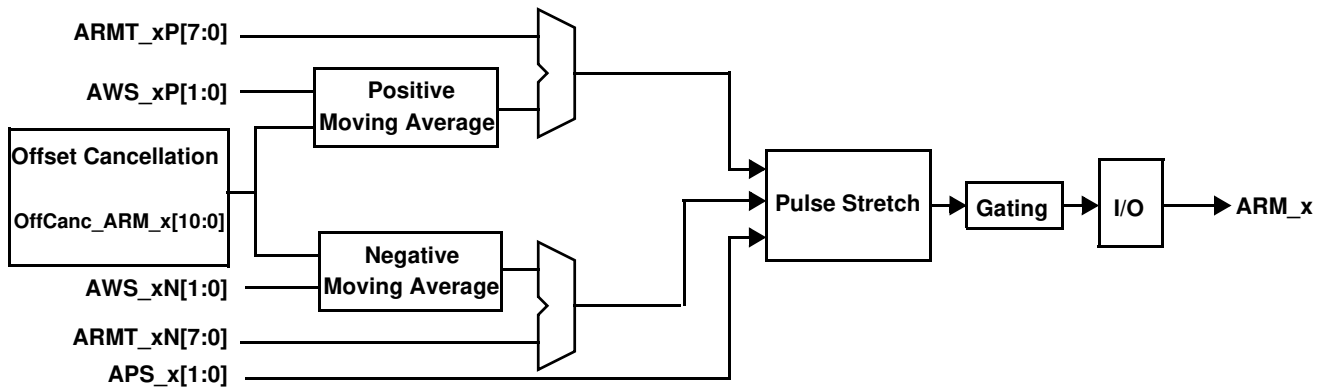 ARMT_xP[7:0]
AWS_xP[1:0]
Positive
Moving Average
Offset Cancellation
OffCanc_ARM_x[10:0]
Negative
Moving Average
AWS_xN[1:0]
ARMT_xN[7:0]
APS_x[1:0]
Pulse Stretch
Gating
I/O
ARM_x